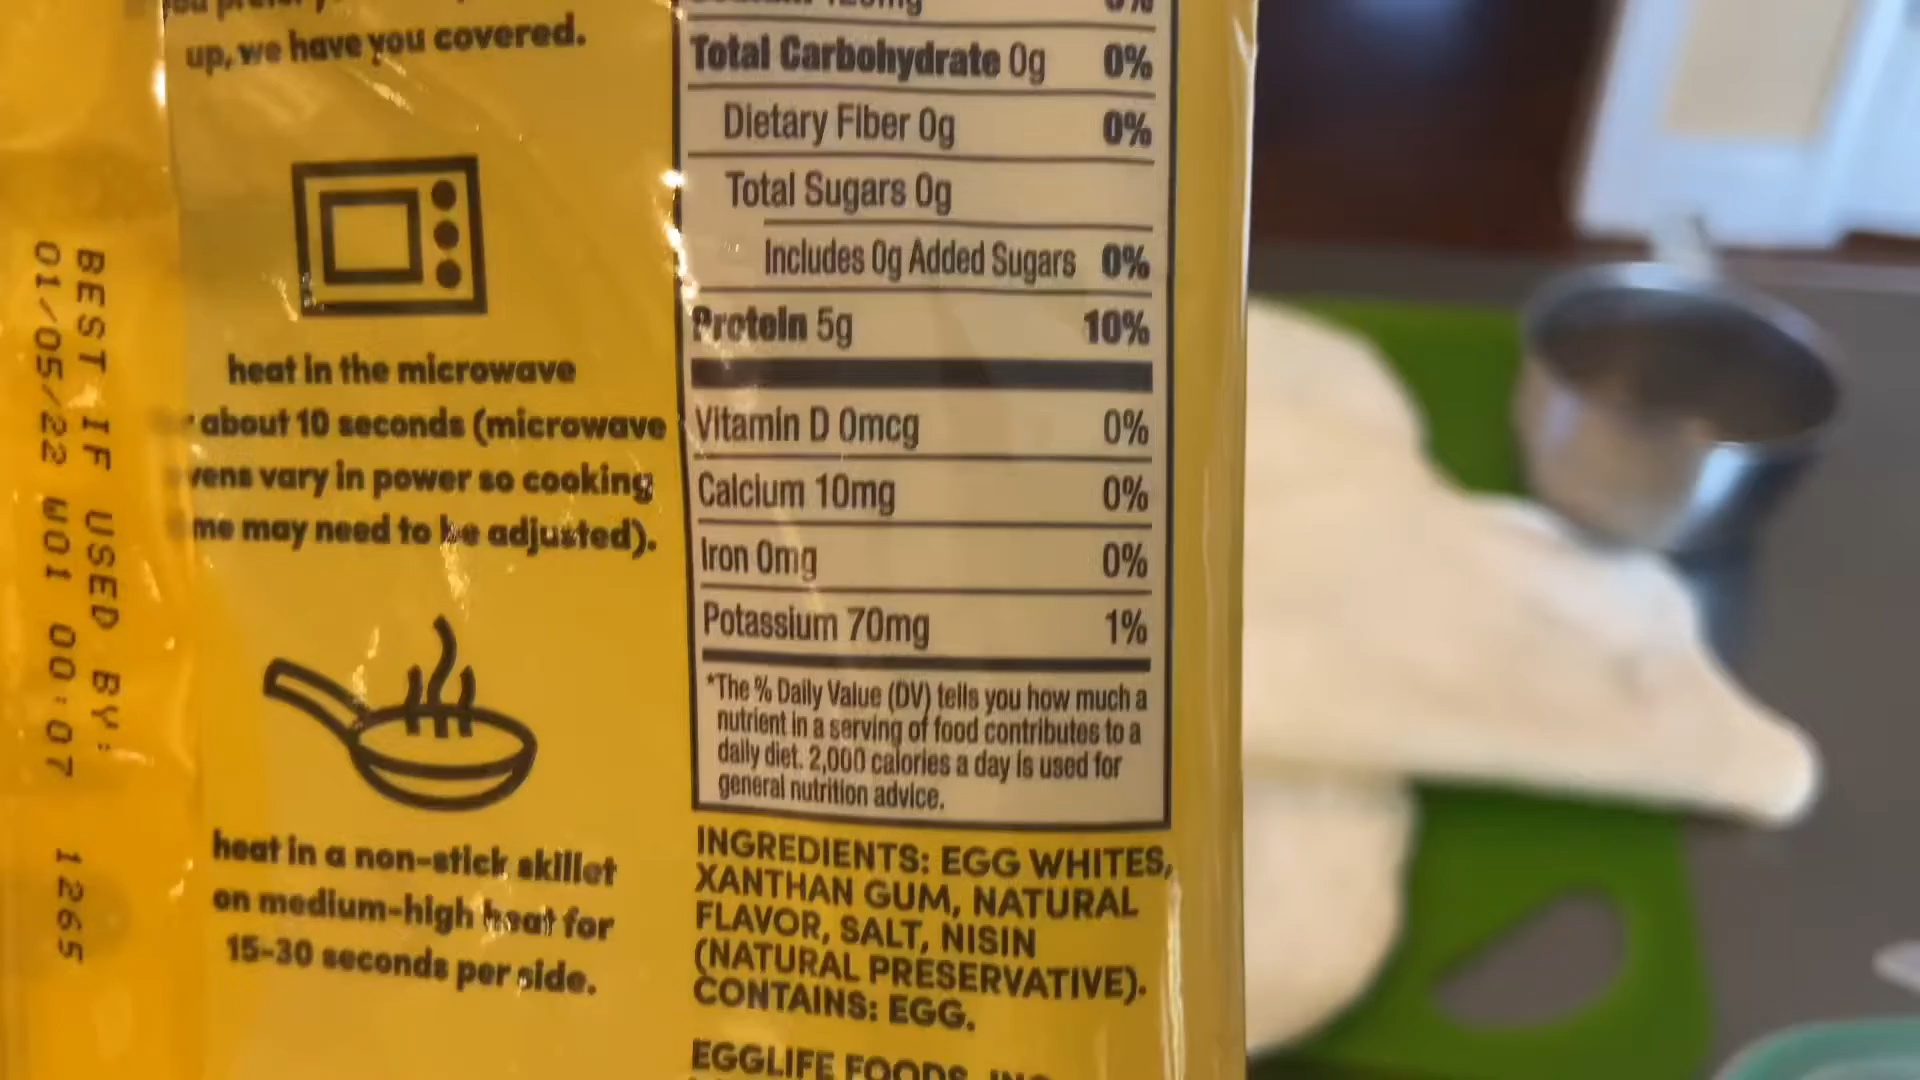 up, we have you covered.
heat in the microwave
about 10 seconds (microwave
vens vary in power so cooking
me may need to be adjusted).
heat in a non-stick skillet
on medium-high heat for
15-30 seconds per side.
BEST IF USED BY:
01/05/22 W01 00:07 1265
Total Carbohydrate 0g 0%
Dietary Fiber 0g 0%
Total Sugars 0g
Includes 0g Added Sugars 0%
Protein 5g 10%
Vitamin D 0mcg 0%
Calcium 10mg 0%
Iron 0mg 0%
Potassium 70mg 1%
*The % Daily Value (DV) tells you how much a
nutrient in a serving of food contributes to a
daily diet. 2,000 calories a day is used for
general nutrition advice.
INGREDIENTS: EGG WHITES,
XANTHAN GUM, NATURAL
FLAVOR, SALT, NISIN
(NATURAL PRESERVATIVE).
CONTAINS: EGG.
EGGLIFE FOODS